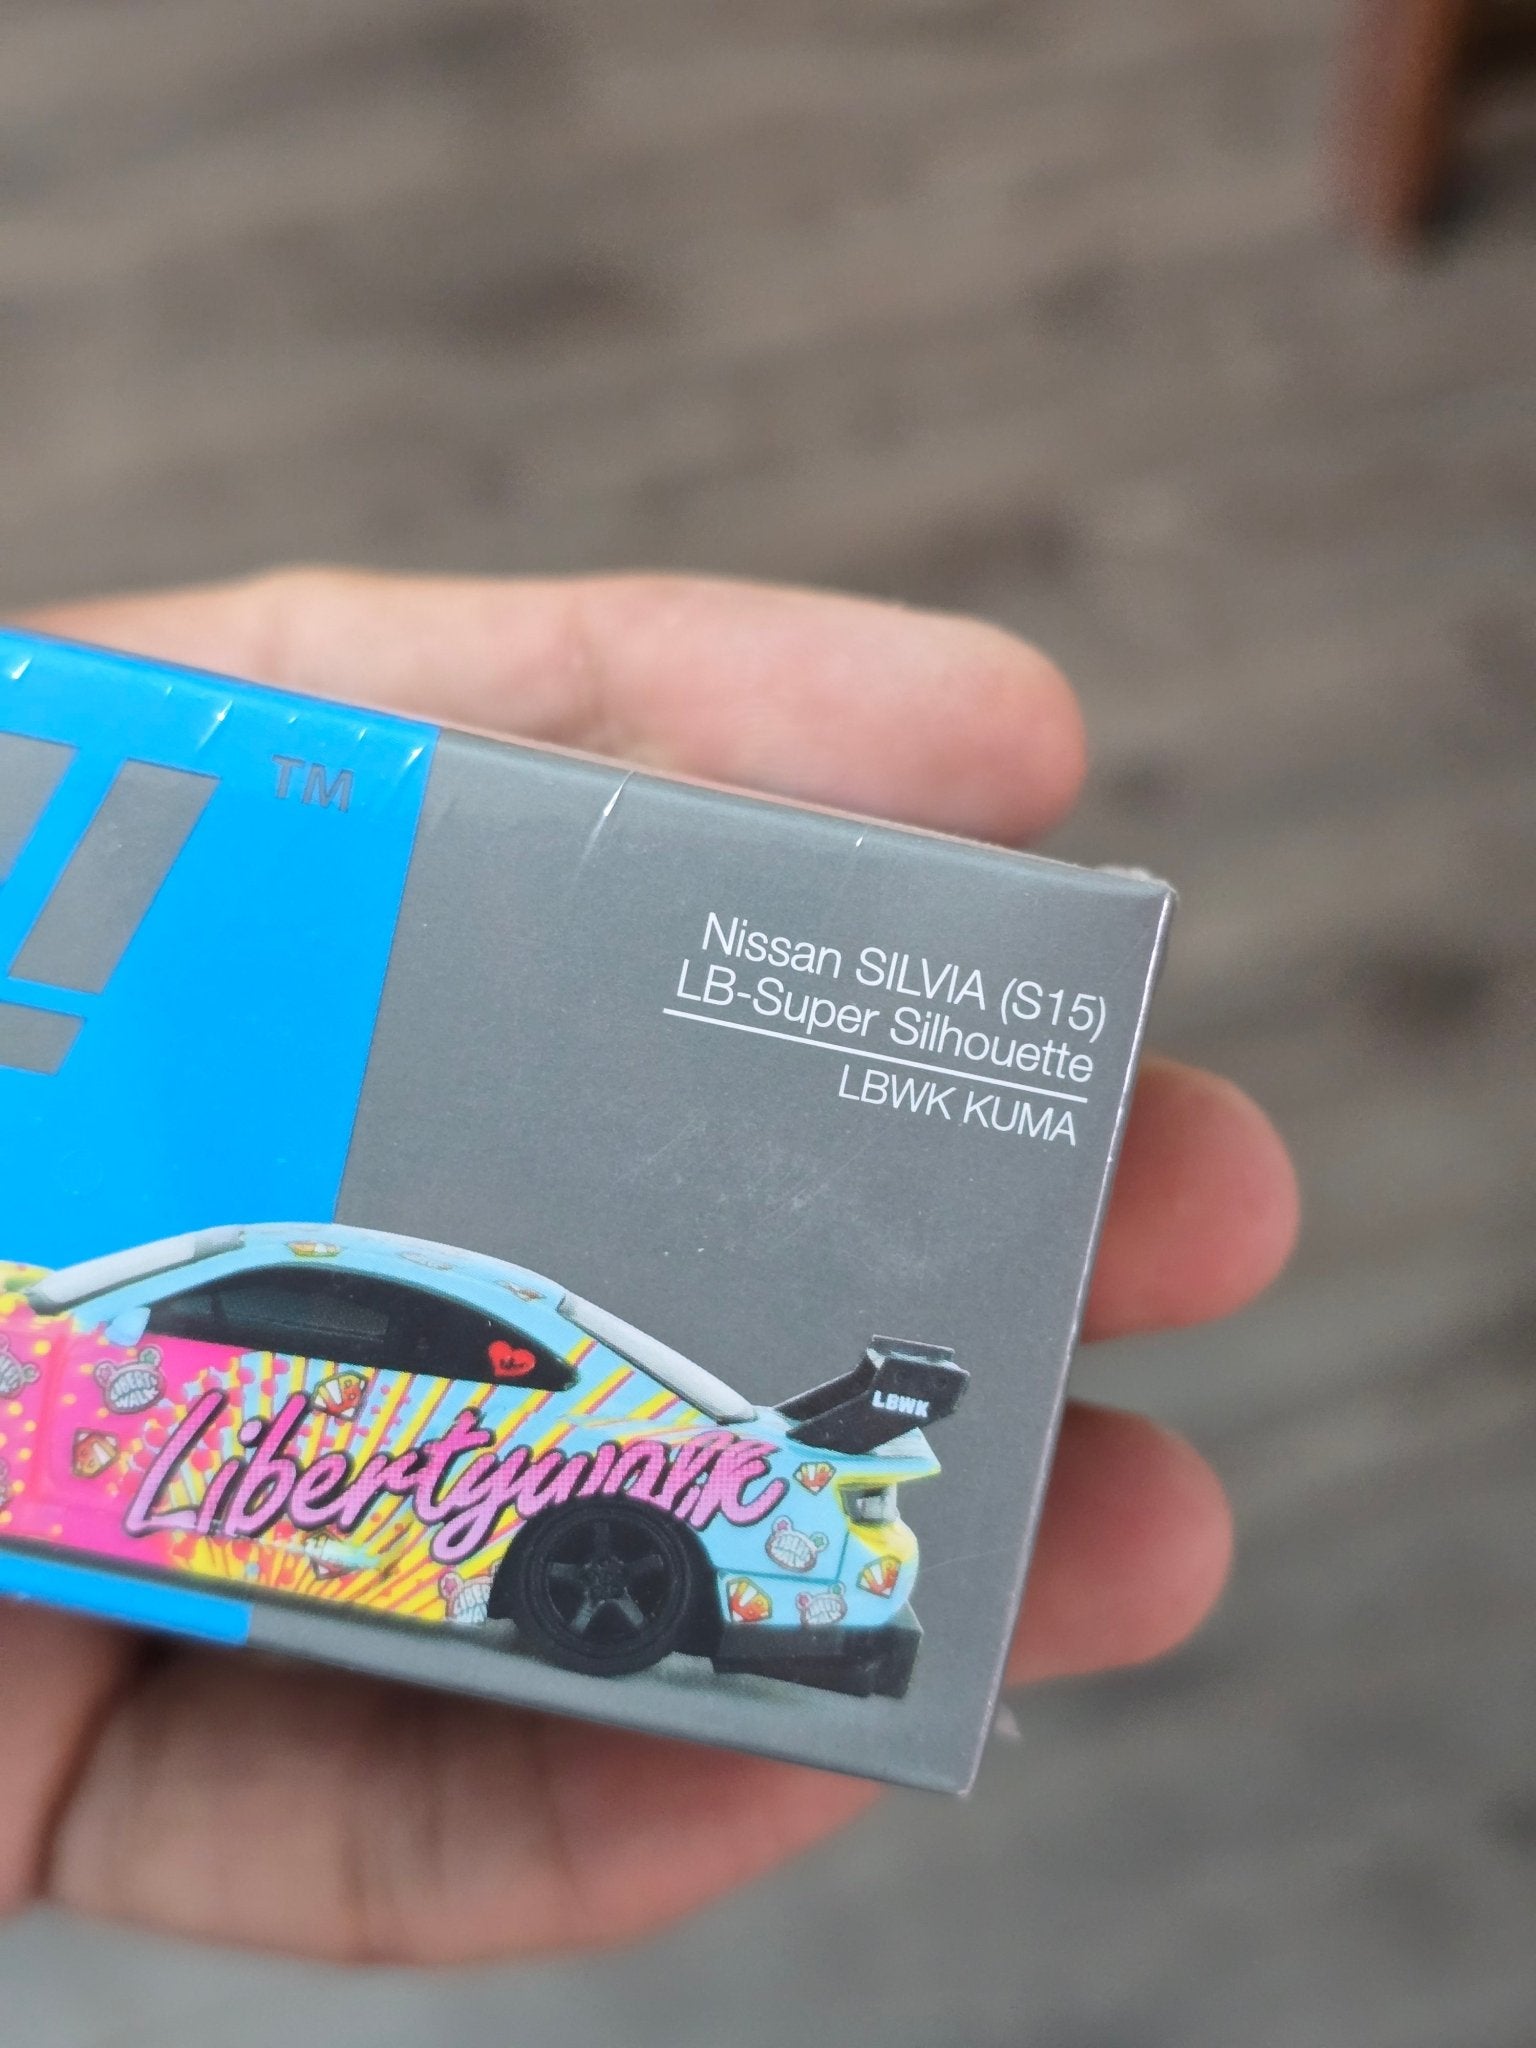 TM
Nissan SILVIA (S15)
LB-Super Silhouette
LBWK KUMA
LBWK
Libertywalk